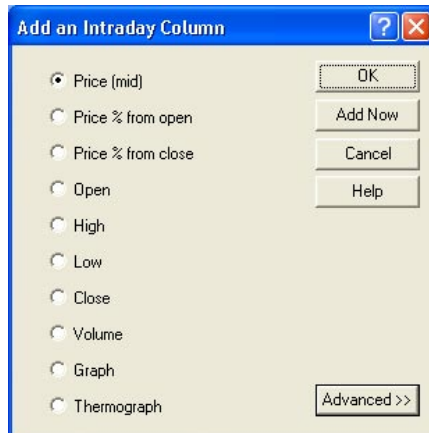 Add an Intraday Column
Price (mid)
Price % from open
Price % from close
Open
High
Low
Close
Volume
Graph
Thermograph
OK
Add Now
Cancel
Help
Advanced >>